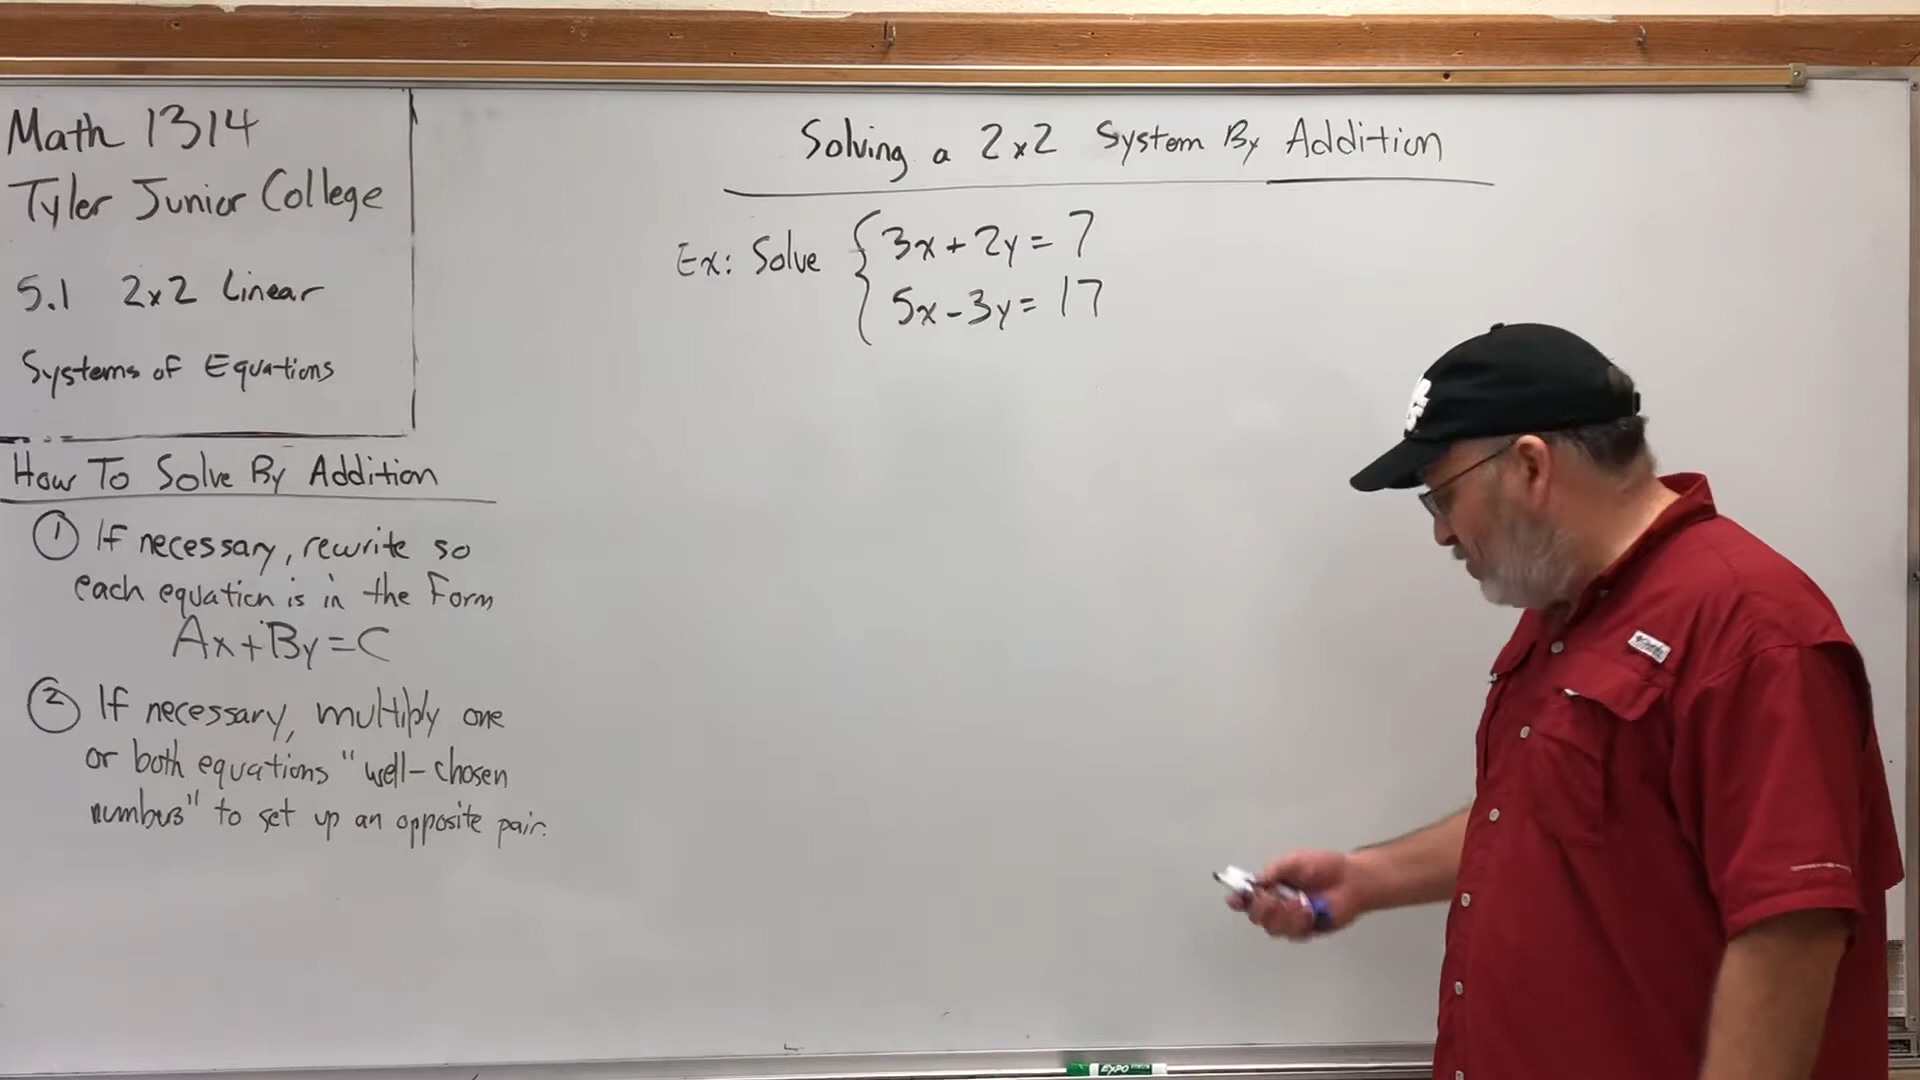 Math 1314
Tyler Junior College
5.1 2x2 Linear
Systems of Equations
How To Solve By Addition
① If necessary, rewrite so
each equation is in the Form
Ax+By=C
② If necessary, multiply one
or both equations "well-chosen
numbers" to set up an opposite pair.
Solving a 2x2 System By Addition
Ex: Solve { 3x+2y=7
5x-3y=17
EXPO